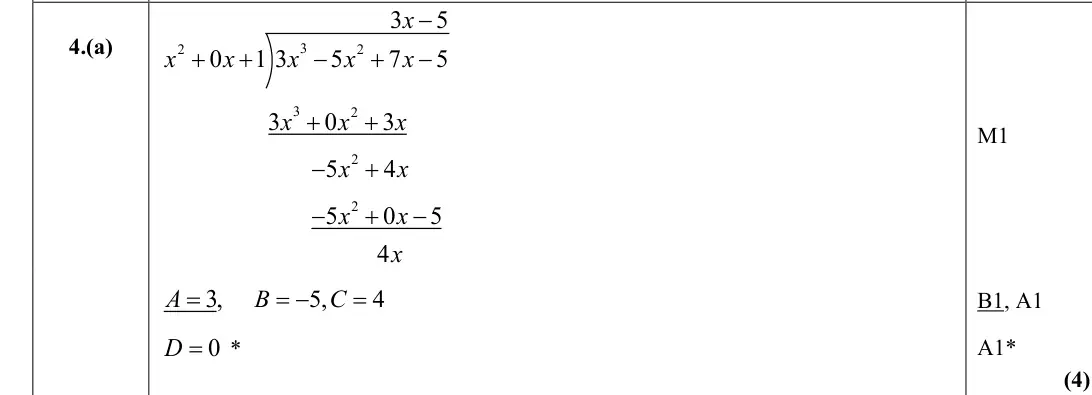 3x − 5
4.(a) x² + 0x + 1)3x³ − 5x² + 7x − 5
3x³ + 0x² + 3x
M1
−5x² + 4x
−5x² + 0x − 5
4x
A = 3, B = −5, C = 4 B1, A1
D = 0 * A1*
(4)